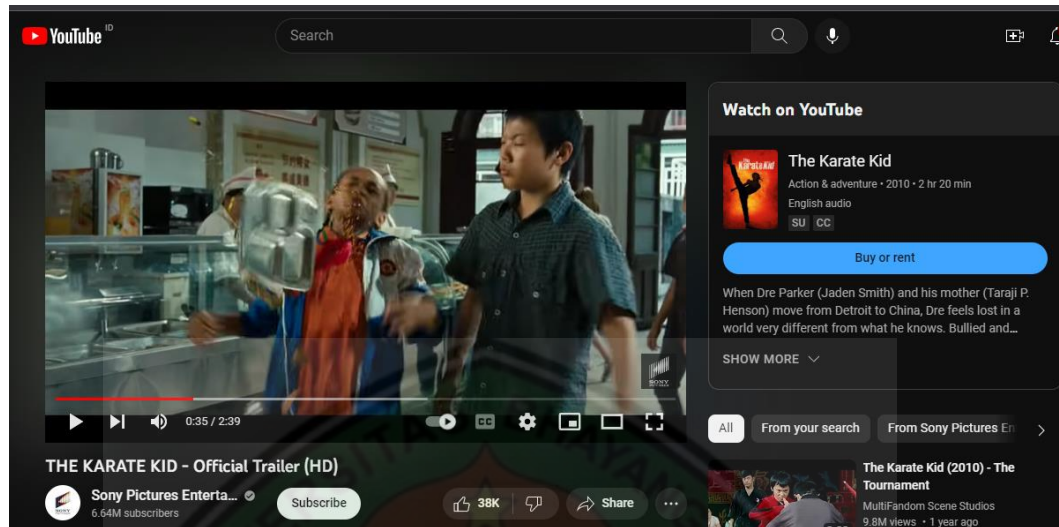 YouTube ID
Search
Watch on YouTube
The Karate Kid
The Karate Kid
Action & adventure • 2010 • 2 hr 20 min
English audio
SU CC
Buy or rent
When Dre Parker (Jaden Smith) and his mother (Taraji P.
Henson) move from Detroit to China, Dre feels lost in a
world very different from what he knows. Bullied and...
SHOW MORE
SONY
0:35 / 2:39
CC
All
From your search
From Sony Pictures En
THE KARATE KID - Official Trailer (HD)
Sony Pictures Enterta...
6.64M subscribers
Subscribe
38K
Share
The Karate Kid (2010) - The
Tournament
MultiFandom Scene Studios
9.8M views • 1 year ago